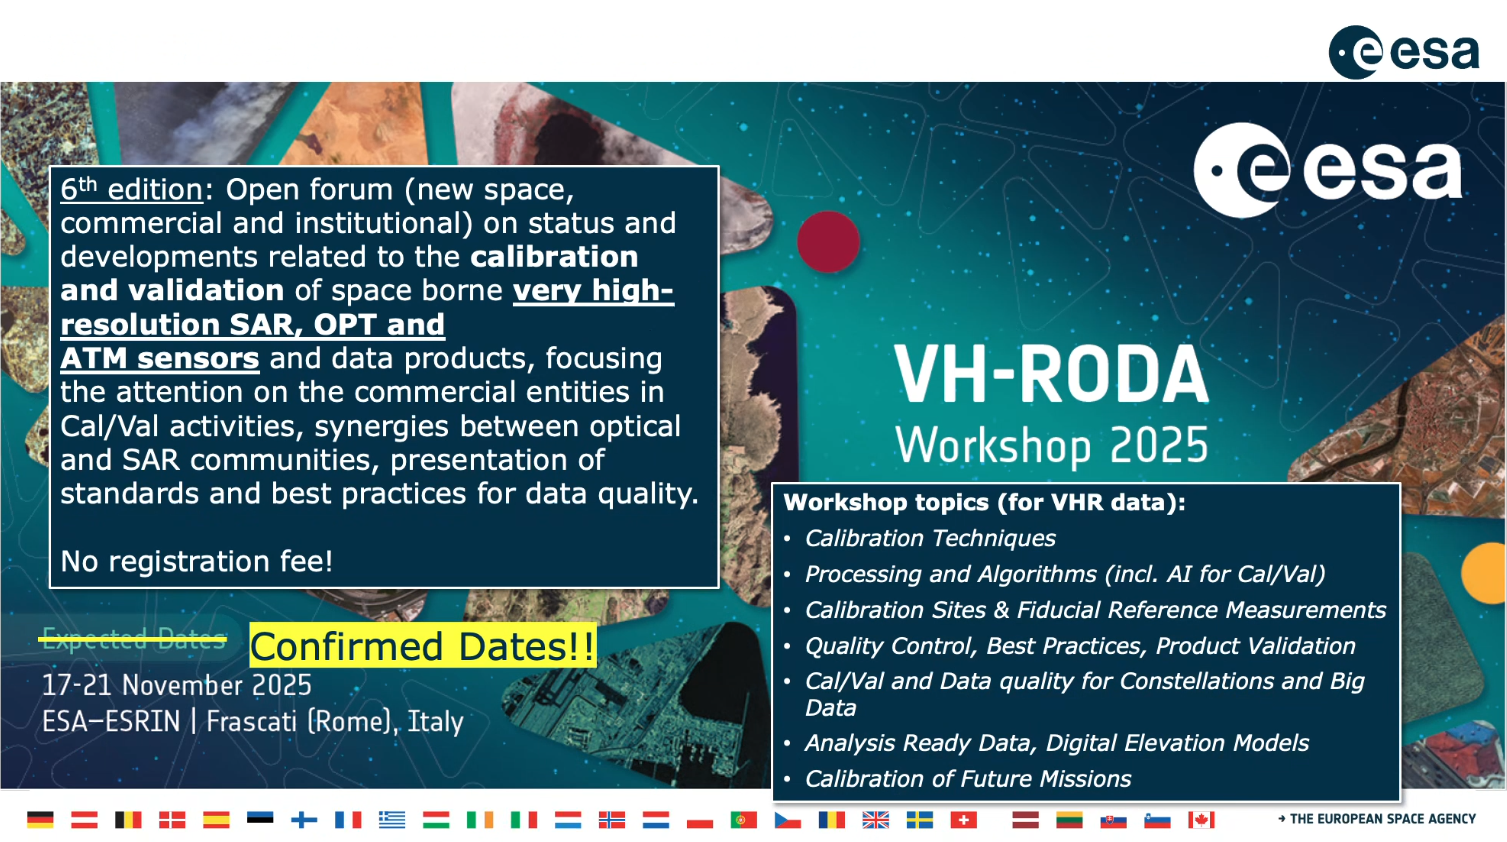 esa
esa
6th edition: Open forum (new space,
commercial and institutional) on status and
developments related to the calibration
and validation of space borne very high-
resolution SAR, OPT and
ATM sensors and data products, focusing
the attention on the commercial entities in
Cal/Val activities, synergies between optical
and SAR communities, presentation of
standards and best practices for data quality.
No registration fee!
VH-RODA
Workshop 2025
Expected Dates
Confirmed Dates!!
17-21 November 2025
ESA–ESRIN | Frascati (Rome), Italy
Workshop topics (for VHR data):
• Calibration Techniques
• Processing and Algorithms (incl. AI for Cal/Val)
• Calibration Sites & Fiducial Reference Measurements
• Quality Control, Best Practices, Product Validation
• Cal/Val and Data quality for Constellations and Big
Data
• Analysis Ready Data, Digital Elevation Models
• Calibration of Future Missions
→ THE EUROPEAN SPACE AGENCY